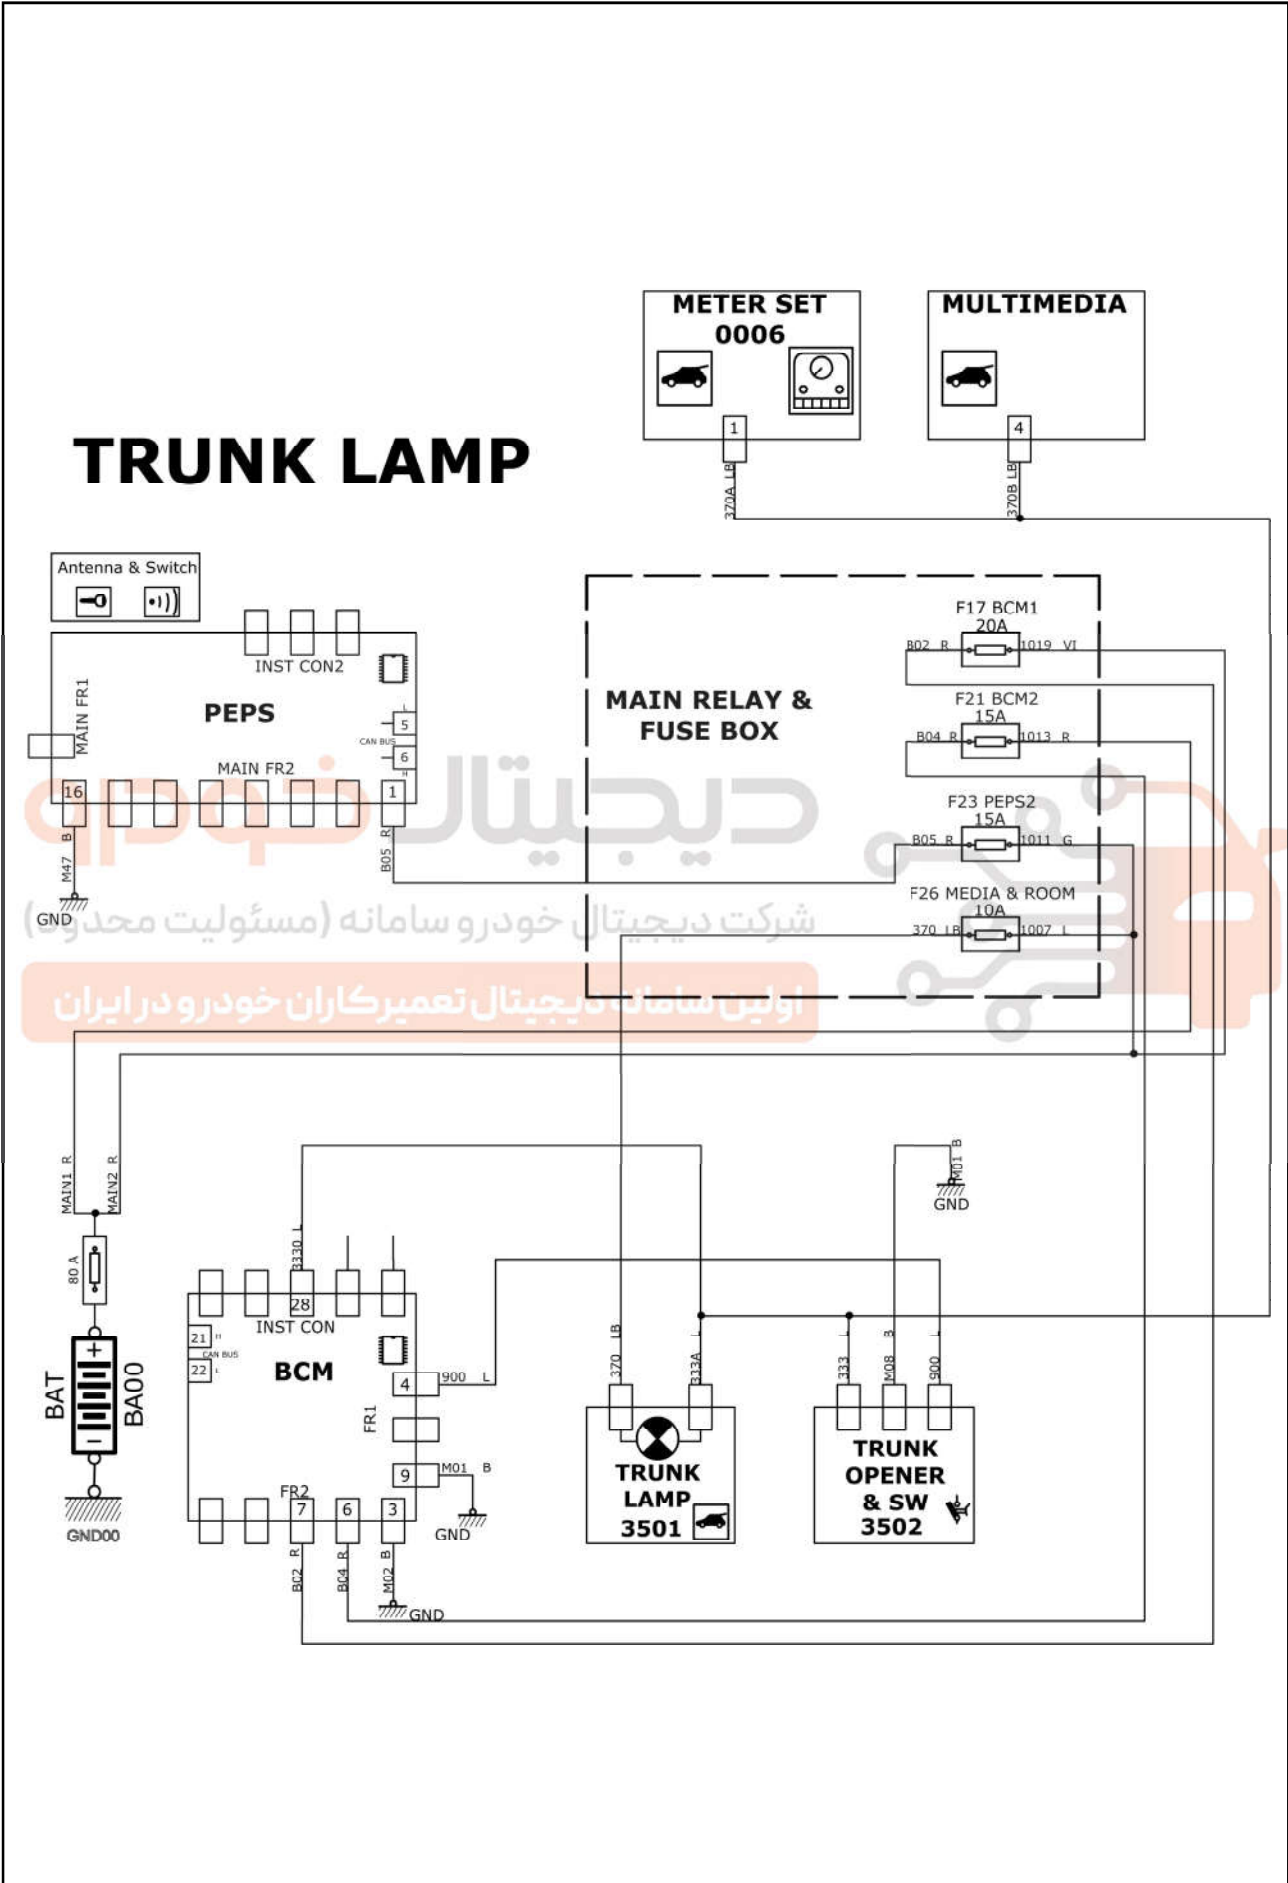 METER SET
0006
1
370A LB
MULTIMEDIA
4
370B LB
TRUNK LAMP
Antenna & Switch
INST CON2
MAIN FR1
PEPS
L
5
CAN BUS
6
H
MAIN FR2
16
1
M47 B
GND
B05 R
MAIN RELAY &
FUSE BOX
F17 BCM1
20A
B02 R
1019 VI
F21 BCM2
15A
B04 R
1013 R
F23 PEPS2
15A
B05 R
1011 G
F26 MEDIA & ROOM
10A
370 LB
1007 L
دیجیتال خودرو
شرکت دیجیتال خودرو سامانه (مسئولیت محدود)
اولین سامانه دیجیتال تعمیرکاران خودرو در ایران
MAIN1 R
MAIN2 R
80 A
BAT
+
−
BA00
GND00
3330 L
28
INST CON
21 H
CAN BUS
22
BCM
4
900 L
FR1
9
M01 B
GND
FR2
7
6
3
B02 R
B04 R
M02 B
GND
370 LB
313A L
TRUNK
LAMP
3501
M01 B
GND
333 L
M08 B
900 L
TRUNK
OPENER
& SW
3502